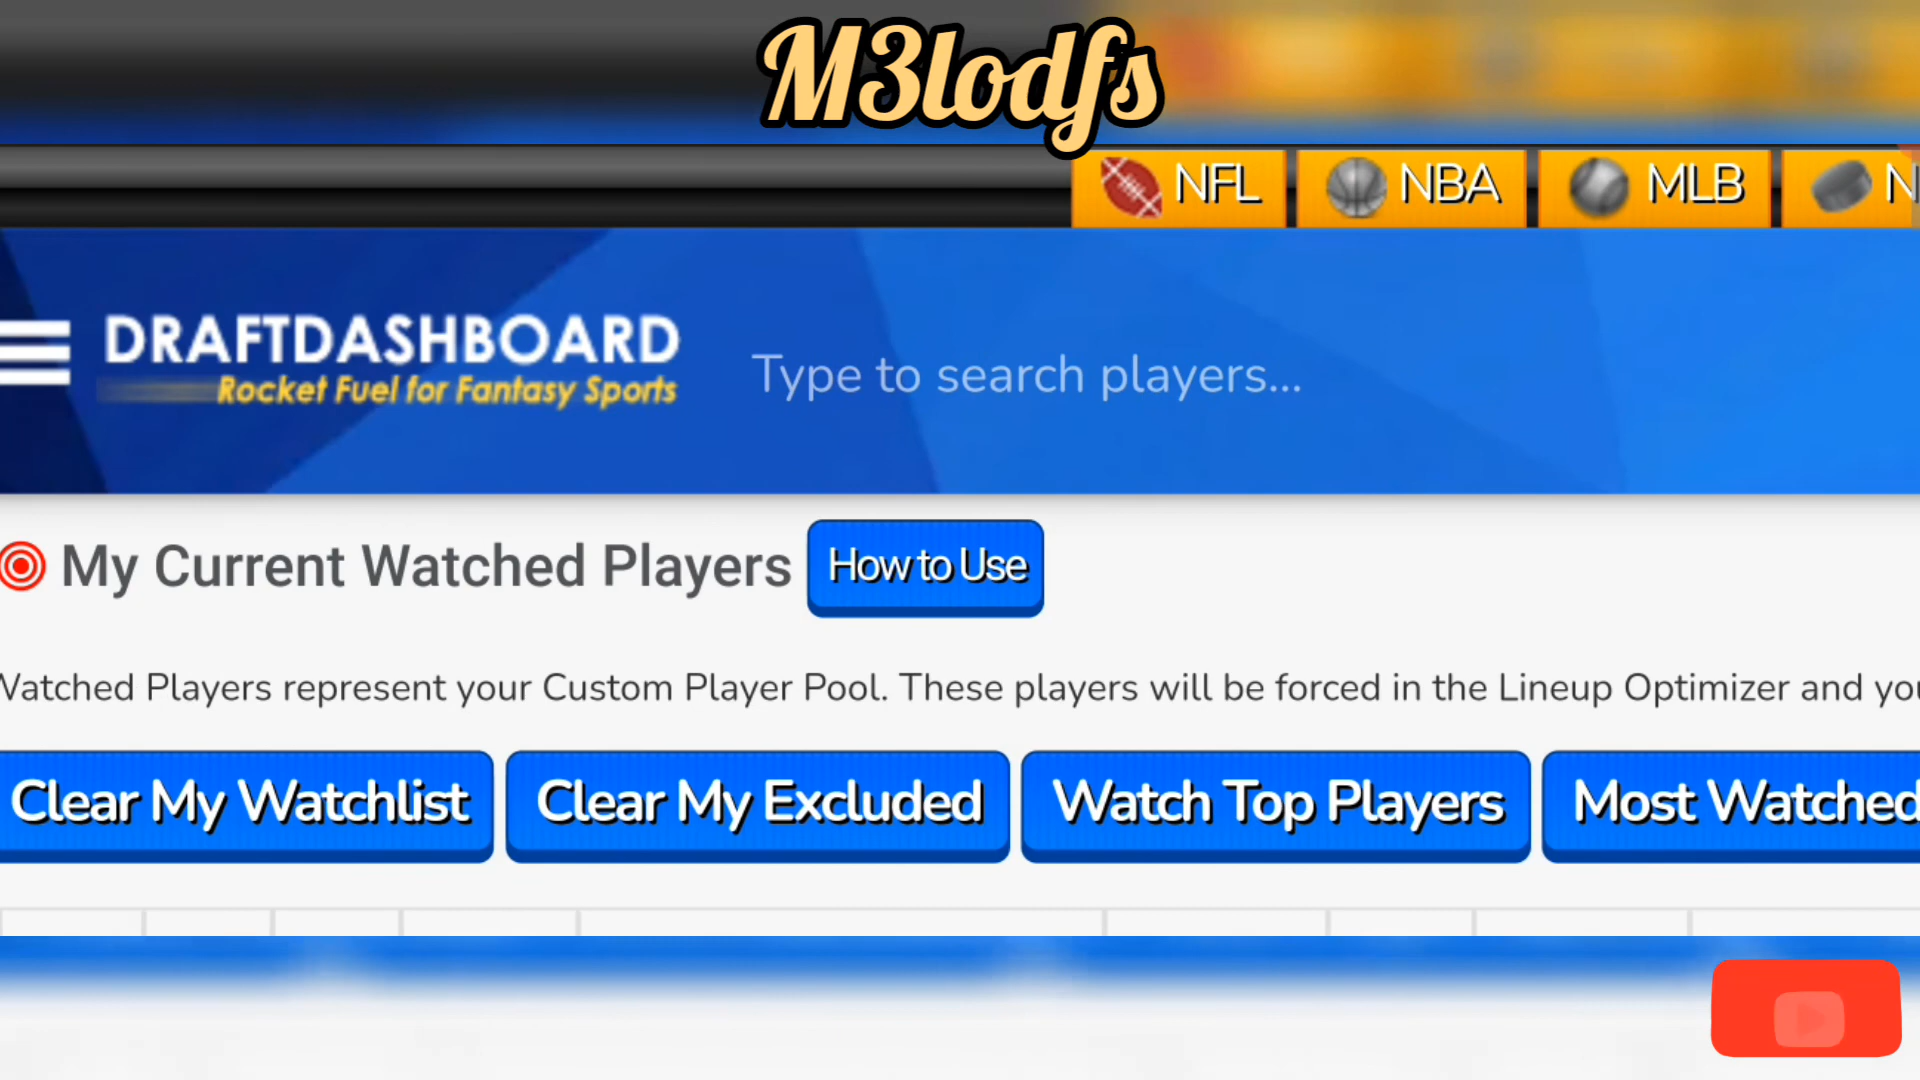 M3lodfs
NFL NBA MLB N
DRAFTDASHBOARD
Rocket Fuel for Fantasy Sports
Type to search players...
My Current Watched Players How to Use
Watched Players represent your Custom Player Pool. These players will be forced in the Lineup Optimizer and you
Clear My Watchlist Clear My Excluded Watch Top Players Most Watched